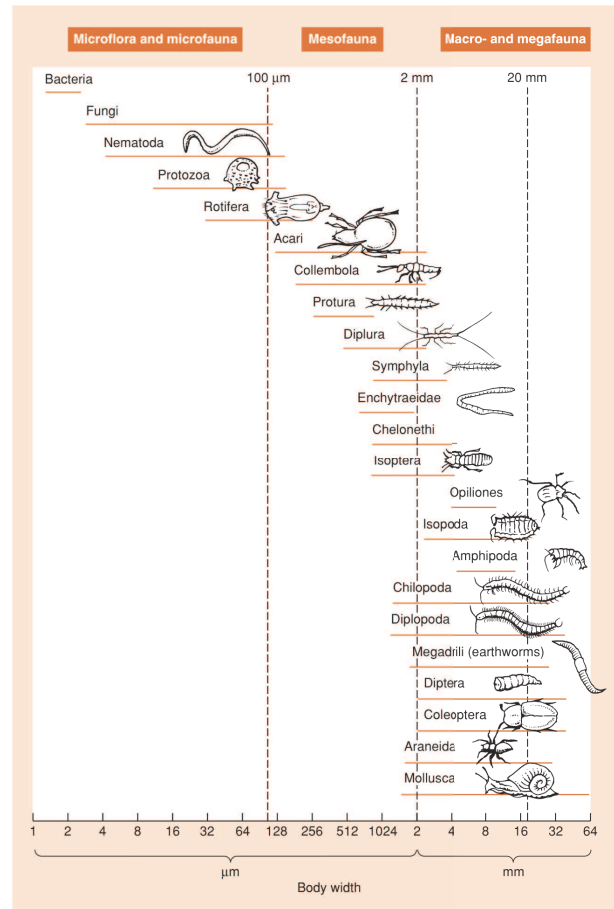 Microflora and microfauna Mesofauna Macro- and megafauna
Bacteria 100 μm 2 mm 20 mm
Fungi
Nematoda
Protozoa
Rotifera
Acari
Collembola
Protura
Diplura
Symphyla
Enchytraeidae
Chelonethi
Isoptera
Opiliones
Isopoda
Amphipoda
Chilopoda
Diplopoda
Megadrili (earthworms)
Diptera
Coleoptera
Araneida
Mollusca
1 2 4 8 16 32 64 128 256 512 1024 2 4 8 16 32 64
μm mm
Body width